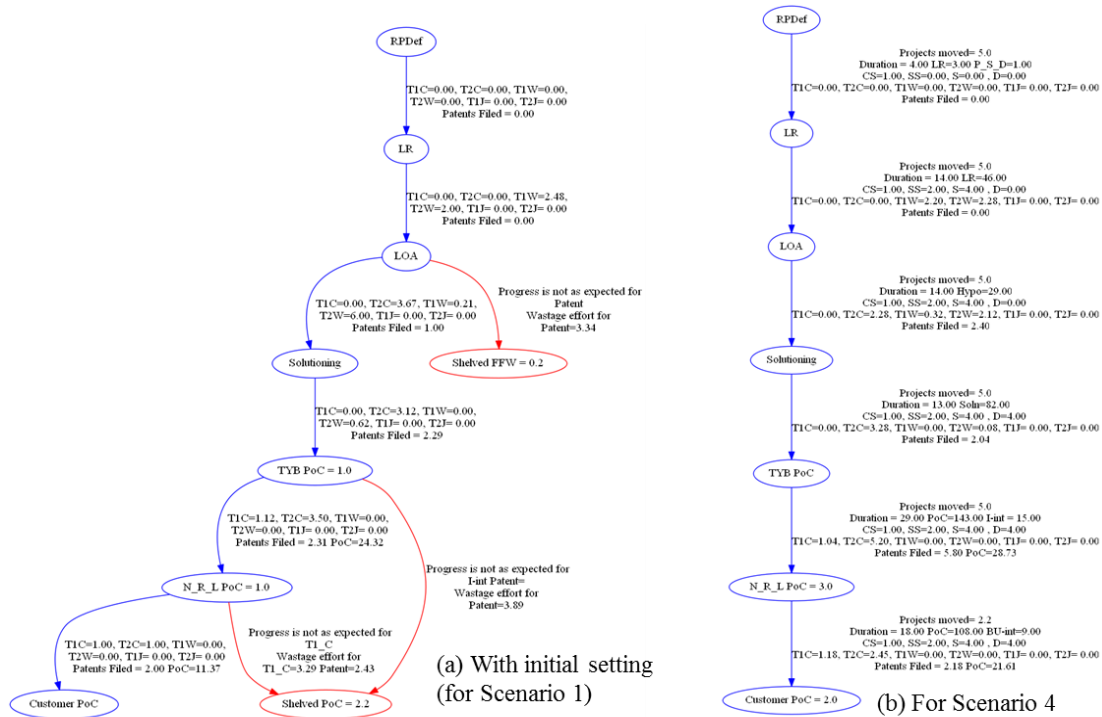 RPDef
T1C=0.00, T2C=0.00, T1W=0.00,
T2W=0.00, T1J= 0.00, T2J= 0.00
Patents Filed = 0.00
LR
T1C=0.00, T2C=0.00, T1W=2.48,
T2W=2.00, T1J= 0.00, T2J= 0.00
Patents Filed = 0.00
LOA
T1C=0.00, T2C=3.67, T1W=0.21,
T2W=6.00, T1J= 0.00, T2J= 0.00
Patents Filed = 1.00
Progress is not as expected for
Patent
Wastage effort for
Patent=3.34
Solutioning
Shelved FFW = 0.2
T1C=0.00, T2C=3.12, T1W=0.00,
T2W=0.62, T1J= 0.00, T2J= 0.00
Patents Filed = 2.29
TYB PoC = 1.0
T1C=1.12, T2C=3.50, T1W=0.00,
T2W=0.00, T1J= 0.00, T2J= 0.00
Patents Filed = 2.31 PoC=24.32
Progress is not as expected for
I-int Patent=
Wastage effort for
Patent=3.89
N_R_L PoC = 1.0
T1C=1.00, T2C=1.00, T1W=0.00,
T2W=0.00, T1J= 0.00, T2J= 0.00
Patents Filed = 2.00 PoC=11.37
Progress is not as expected for
T1_C
Wastage effort for
T1_C=3.29 Patent=2.43
Customer PoC
Shelved PoC = 2.2
(a) With initial setting
(for Scenario 1)
RPDef
Projects moved= 5.0
Duration = 4.00 LR=3.00 P_S_D=1.00
CS=1.00, SS=0.00, S=0.00 , D=0.00
T1C=0.00, T2C=0.00, T1W=0.00, T2W=0.00, T1J= 0.00, T2J= 0.00
Patents Filed = 0.00
LR
Projects moved= 5.0
Duration = 14.00 LR=46.00
CS=1.00, SS=2.00, S=4.00 , D=0.00
T1C=0.00, T2C=0.00, T1W=2.20, T2W=2.28, T1J= 0.00, T2J= 0.00
Patents Filed = 0.00
LOA
Projects moved= 5.0
Duration = 14.00 Hypo=29.00
CS=1.00, SS=2.00, S=4.00 , D=0.00
T1C=0.00, T2C=2.28, T1W=0.32, T2W=2.12, T1J= 0.00, T2J= 0.00
Patents Filed = 2.40
Solutioning
Projects moved= 5.0
Duration = 13.00 Soln=82.00
CS=1.00, SS=2.00, S=4.00 , D=4.00
T1C=0.00, T2C=3.28, T1W=0.00, T2W=0.08, T1J= 0.00, T2J= 0.00
Patents Filed = 2.04
TYB PoC
Projects moved= 5.0
Duration = 29.00 PoC=143.00 I-int = 15.00
CS=1.00, SS=2.00, S=4.00 , D=4.00
T1C=1.04, T2C=5.20, T1W=0.00, T2W=0.00, T1J= 0.00, T2J= 0.00
Patents Filed = 5.80 PoC=28.73
N_R_L PoC = 3.0
Projects moved= 2.2
Duration = 18.00 PoC=108.00 BU-int=9.00
CS=1.00, SS=2.00, S=4.00 , D=4.00
T1C=1.18, T2C=2.45, T1W=0.00, T2W=0.00, T1J= 0.00, T2J= 0.00
Patents Filed = 2.18 PoC=21.61
Customer PoC = 2.0
(b) For Scenario 4